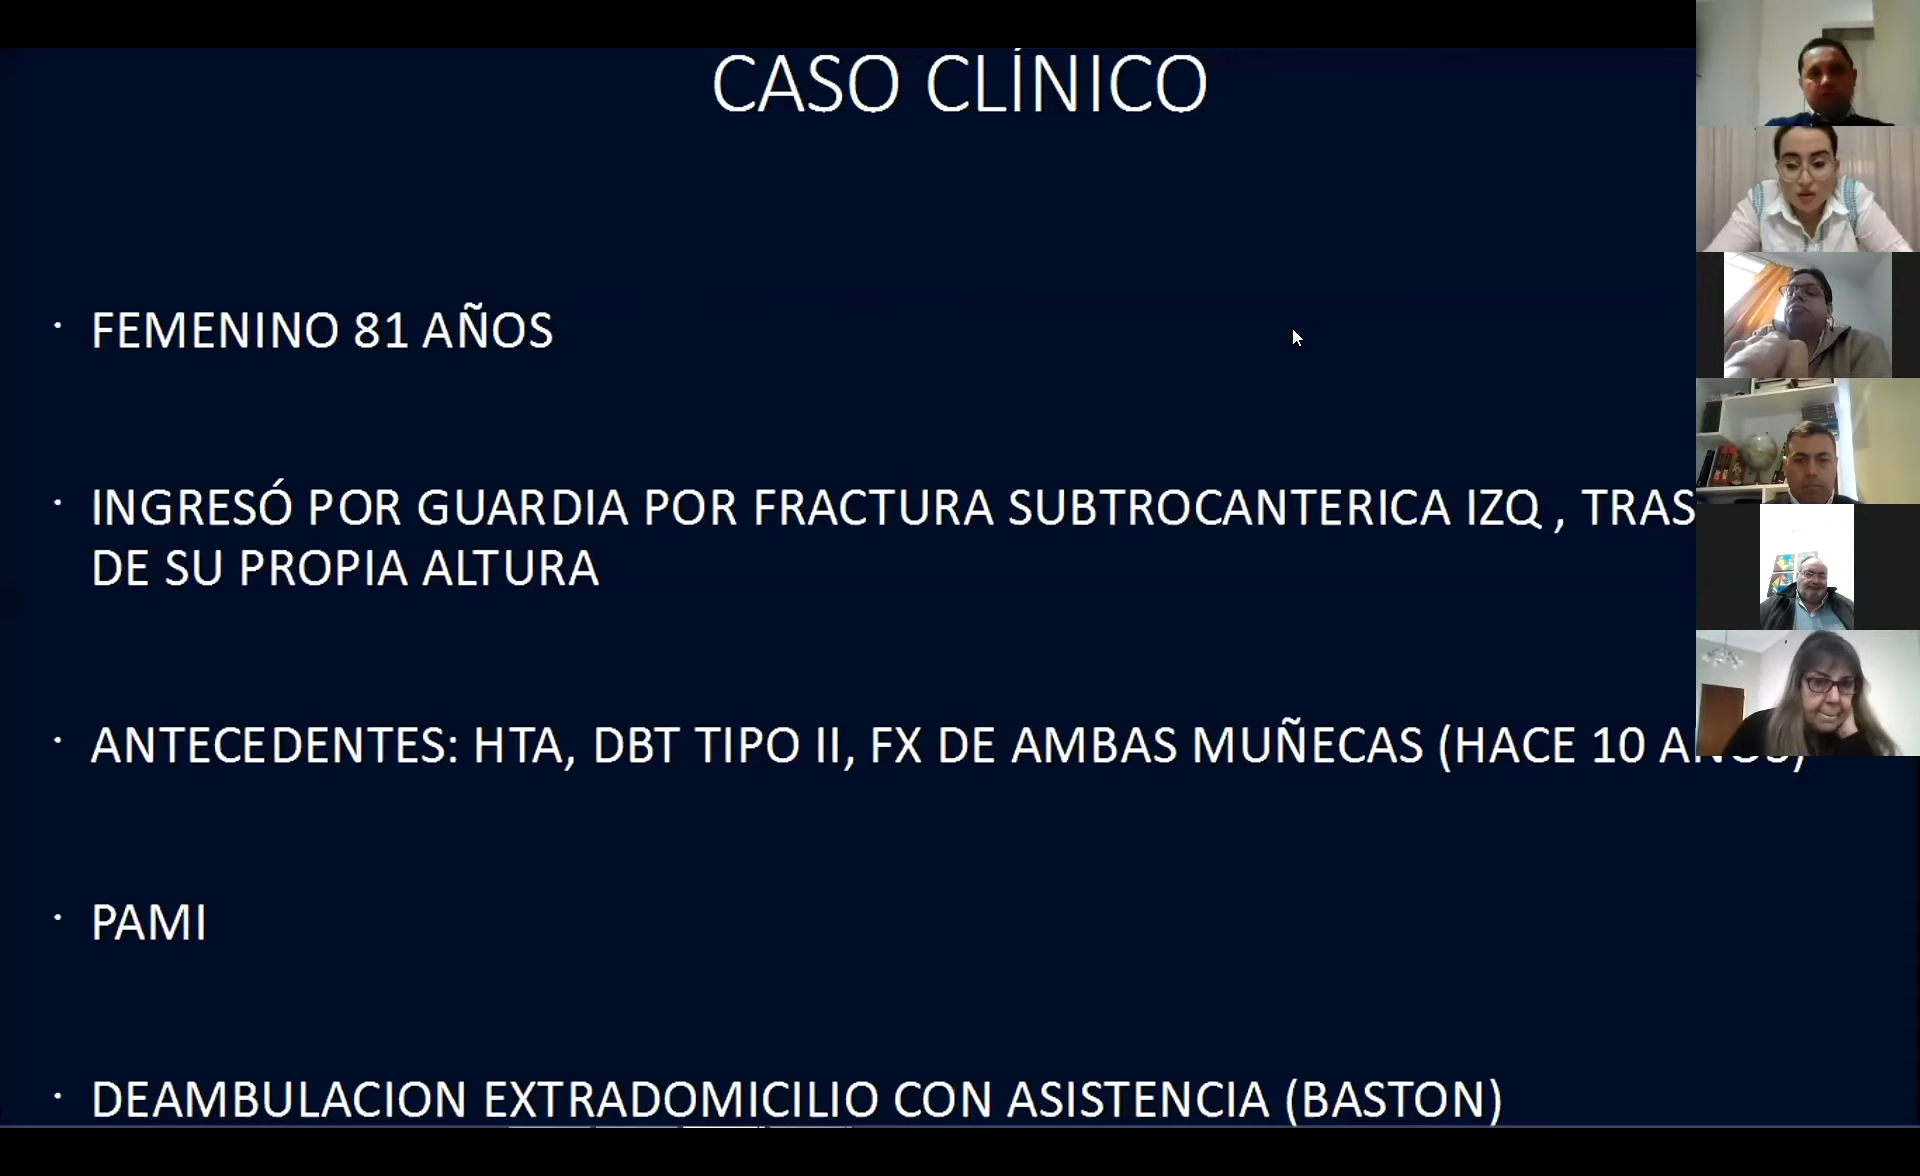 CASO CLÍNICO
· FEMENINO 81 AÑOS
· INGRESÓ POR GUARDIA POR FRACTURA SUBTROCANTERICA IZQ , TRAS
DE SU PROPIA ALTURA
· ANTECEDENTES: HTA, DBT TIPO II, FX DE AMBAS MUÑECAS (HACE 10 AÑOS)
· PAMI
· DEAMBULACION EXTRADOMICILIO CON ASISTENCIA (BASTON)